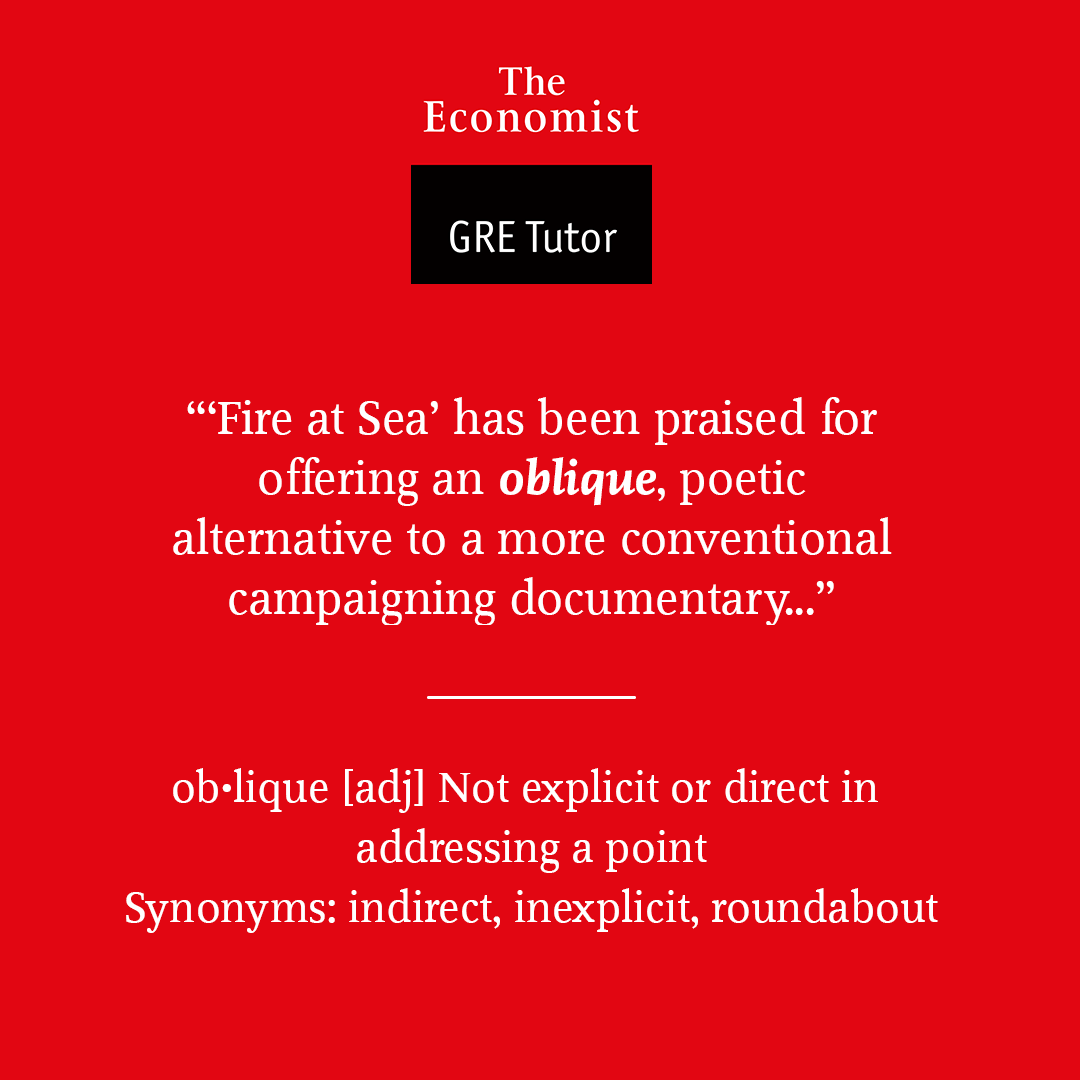 The
Economist
GRE Tutor
“‘Fire at Sea’ has been praised for
offering an oblique, poetic
alternative to a more conventional
campaigning documentary...”
ob•lique [adj] Not explicit or direct in
addressing a point
Synonyms: indirect, inexplicit, roundabout